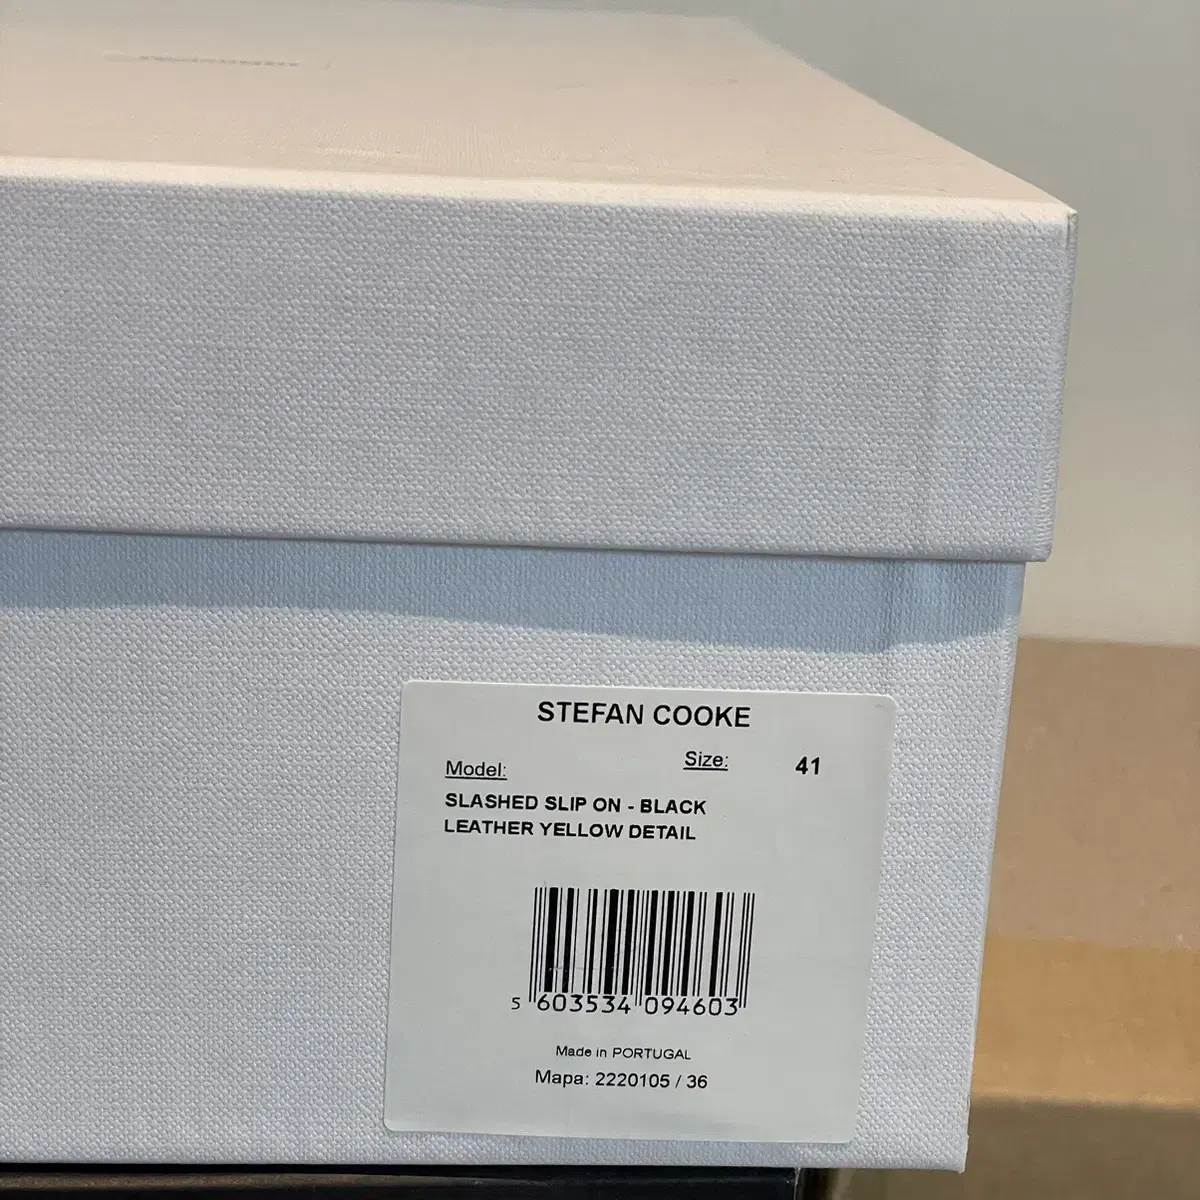 STEFAN COOKE
Model:
Size: 41
SLASHED SLIP ON - BLACK
LEATHER YELLOW DETAIL
5 603534 094603
Made in PORTUGAL
Mapa: 2220105 / 36